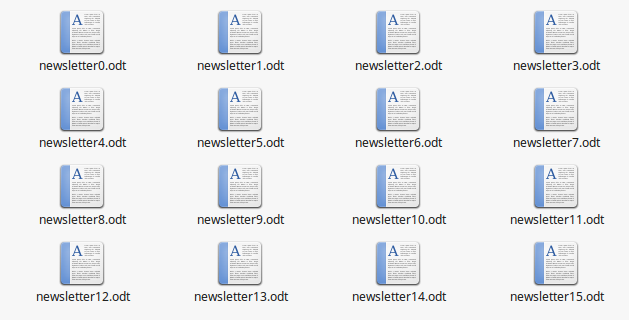 newsletter0.odt newsletter1.odt newsletter2.odt newsletter3.odt
newsletter4.odt newsletter5.odt newsletter6.odt newsletter7.odt
newsletter8.odt newsletter9.odt newsletter10.odt newsletter11.odt
newsletter12.odt newsletter13.odt newsletter14.odt newsletter15.odt